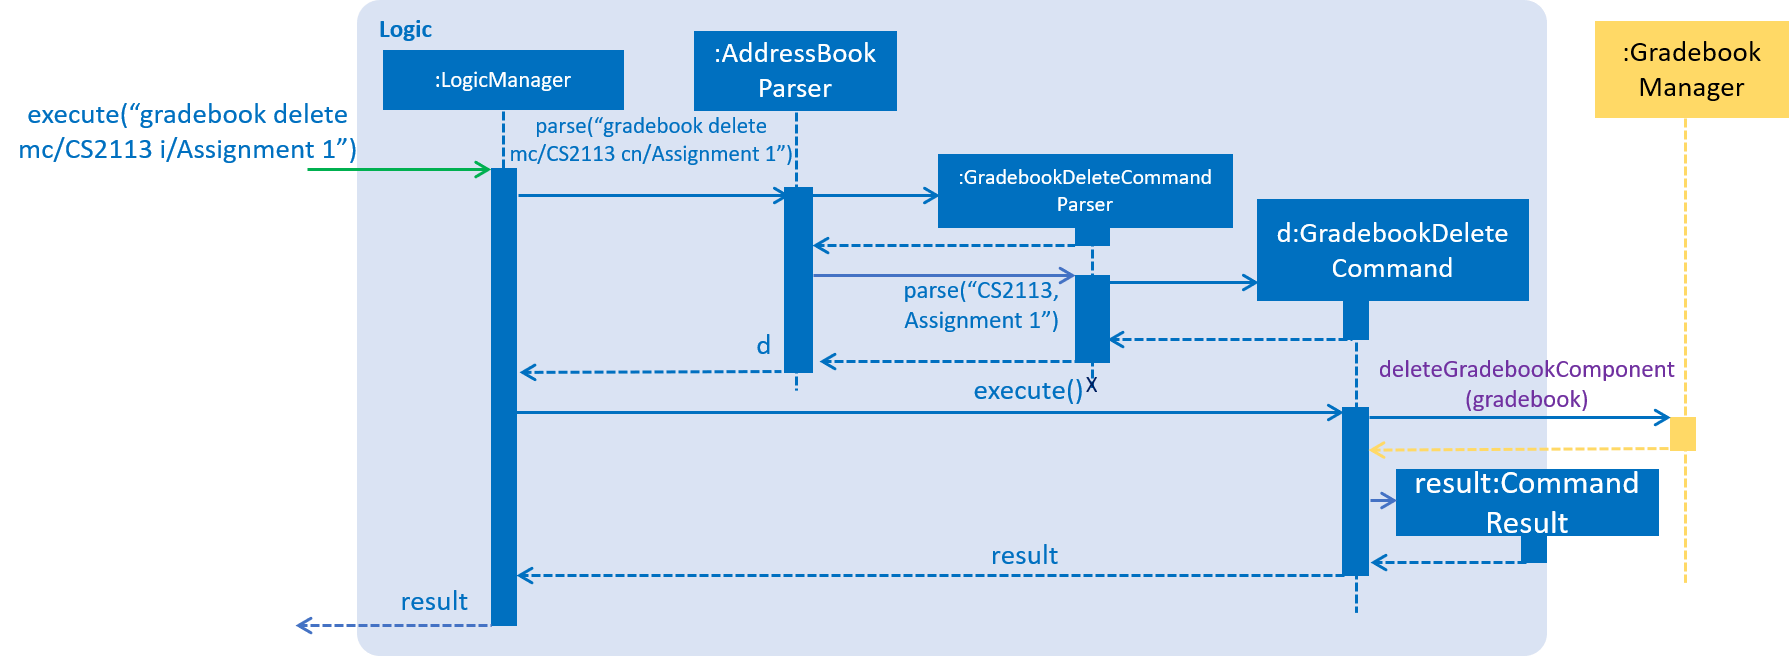 Logic
:LogicManager
:AddressBook
Parser
:Gradebook
Manager
execute(“gradebook delete
mc/CS2113 i/Assignment 1”)
parse(“gradebook delete
mc/CS2113 cn/Assignment 1”)
:GradebookDeleteCommand
Parser
d:GradebookDelete
Command
parse(“CS2113,
Assignment 1”)
d
execute()
X
deleteGradebookComponent
(gradebook)
result:Command
Result
result
result